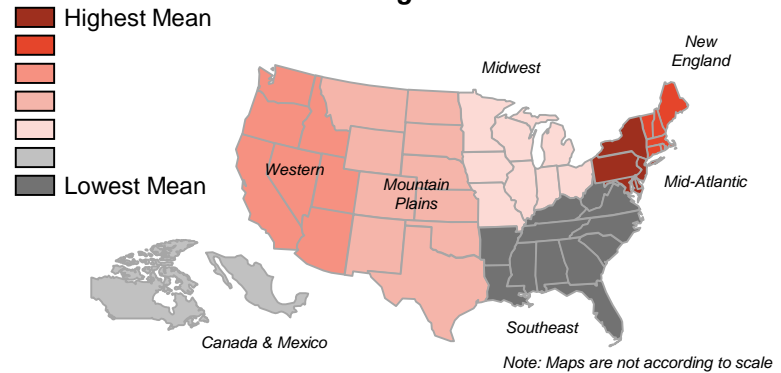 Highest Mean
New
England
Midwest
Western
Mountain
Plains
Mid-Atlantic
Lowest Mean
Southeast
Canada & Mexico
Note: Maps are not according to scale